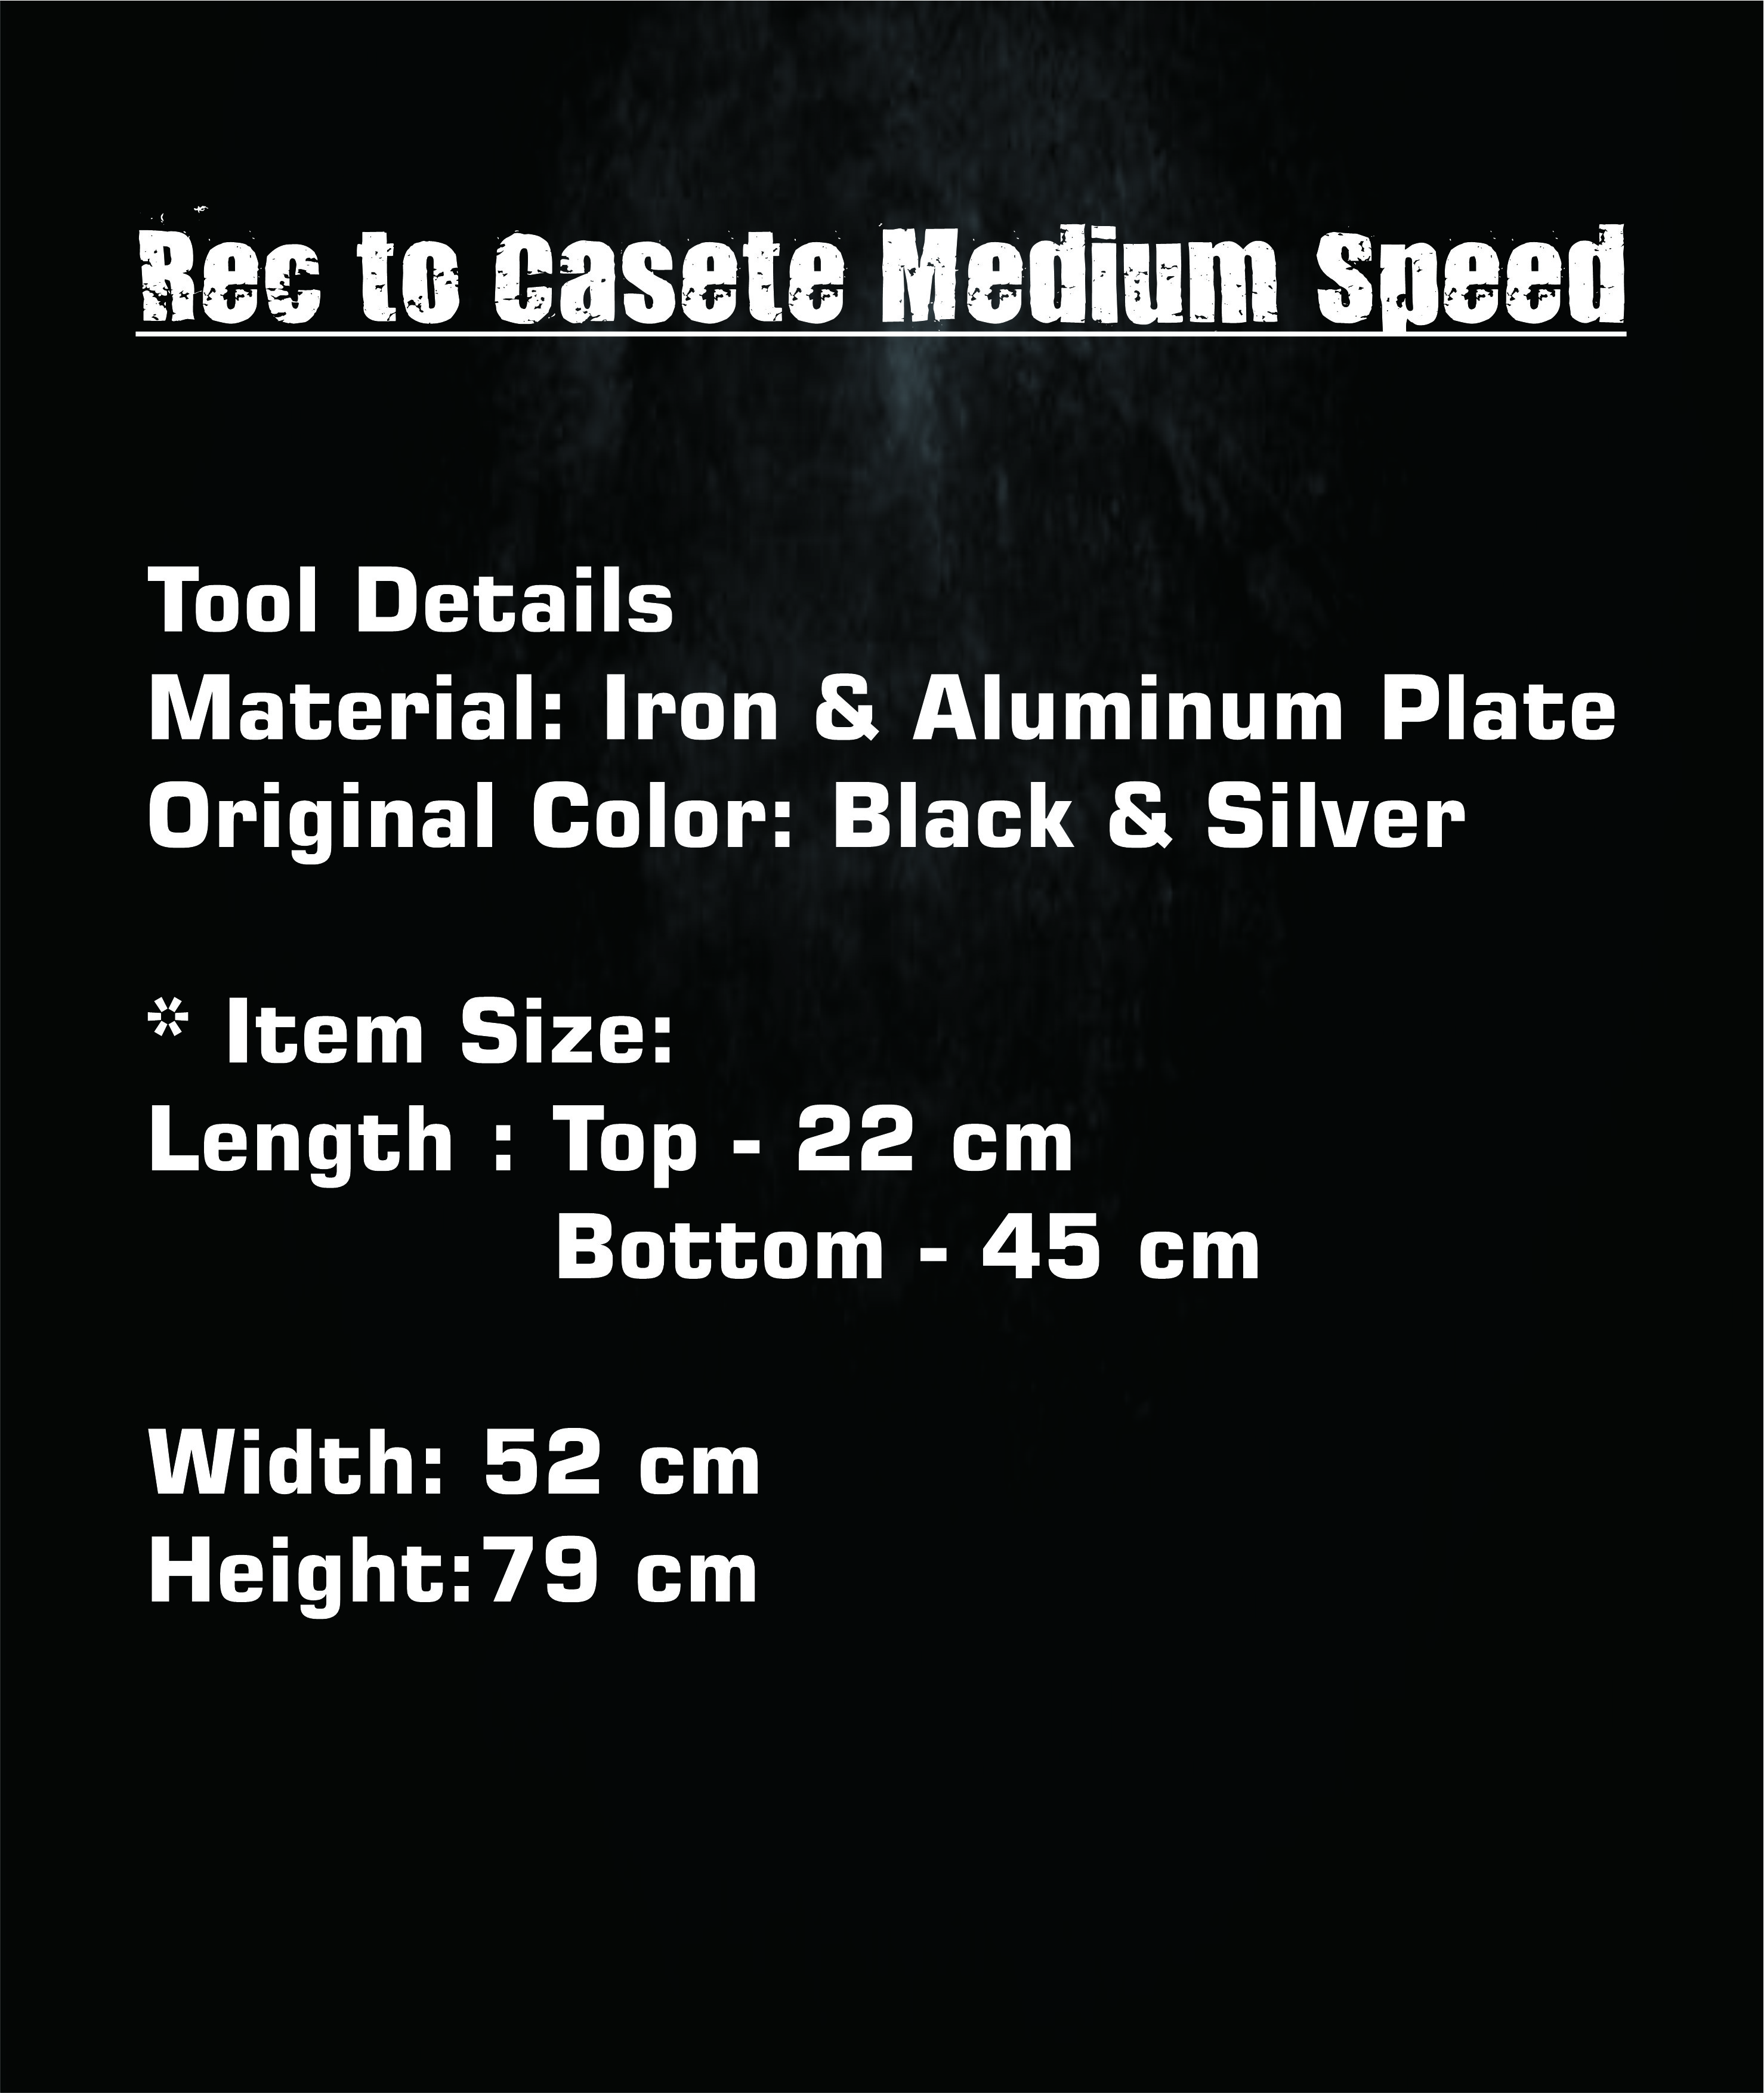 Rec to Casete Medium Speed
Tool Details
Material: Iron & Aluminum Plate
Original Color: Black & Silver
* Item Size:
Length : Top - 22 cm
Bottom - 45 cm
Width: 52 cm
Height:79 cm